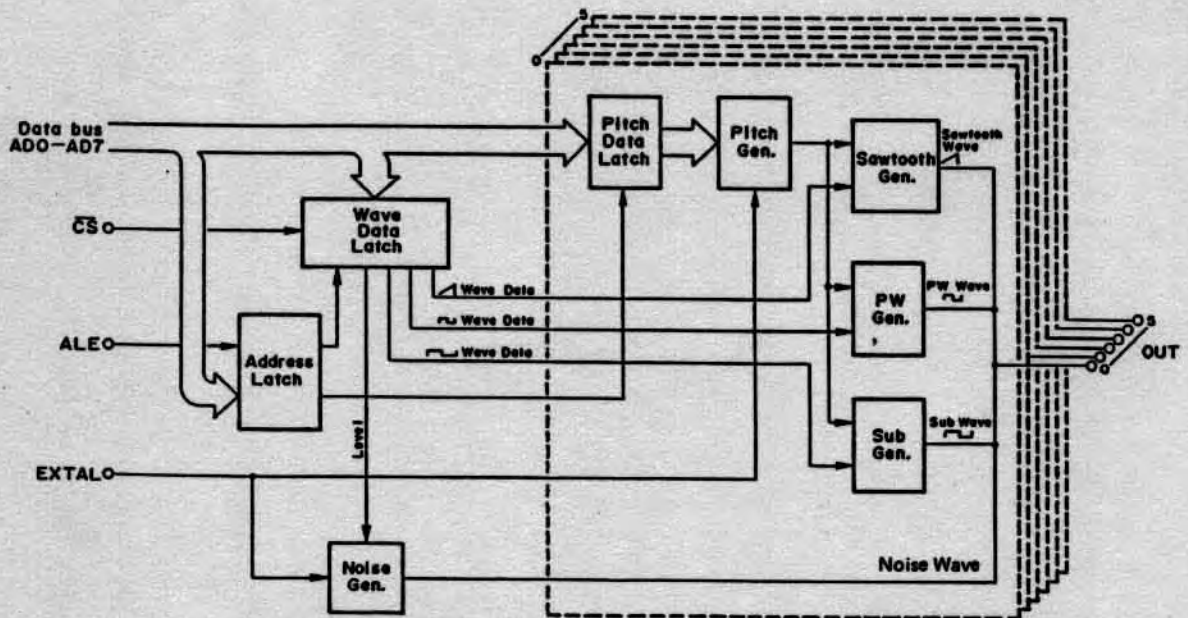 5
0
Data bus
AD0-AD7
Pitch
Data
Latch
Pitch
Gen.
Sawtooth
Gen.
Sawtooth
Wave
CS
Wave
Data
Latch
Wave Data
PW
Gen.
,
PW Wave
Wave Data
5
OUT
0
ALE
Address
Latch
Wave Data
Sub
Gen.
Sub Wave
Level
EXTAL
Noise
Gen.
Noise Wave